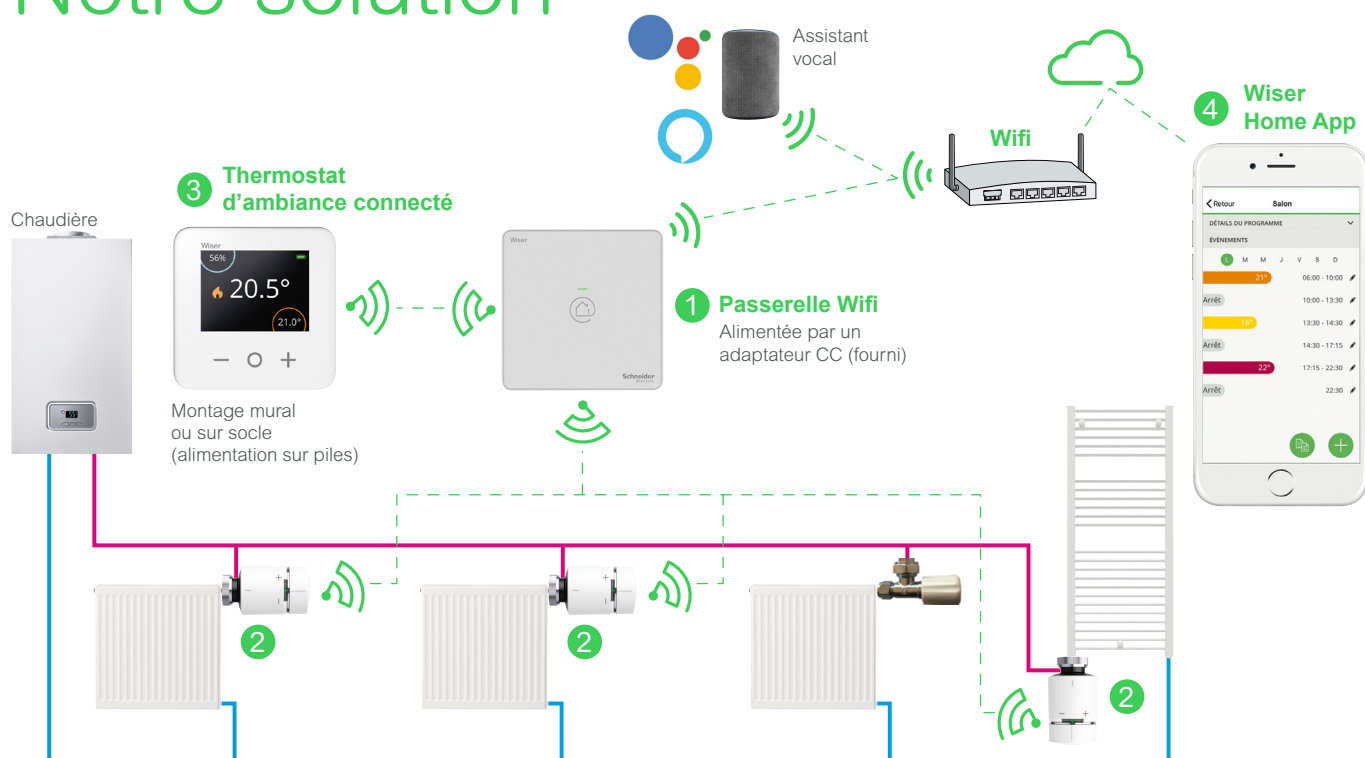 Notre solution
Assistant
vocal
Wifi
4
Wiser
Home App
3
Thermostat
d'ambiance connecté
Chaudière
Wiser
56%
20.5°
21.0°
Montage mural
ou sur socle
(alimentation sur piles)
Wiser
Schneider
Electric
1
Passerelle Wifi
Alimentée par un
adaptateur CC (fourni)
Retour Salon
DÉTAILS DU PROGRAMME
ÉVÈNEMENTS
L M M J V S D
21° 06:00 - 10:00
Arrêt 10:00 - 13:30
16° 13:30 - 14:30
Arrêt 14:30 - 17:15
22° 17:15 - 22:30
Arrêt 22:30
2
2
2